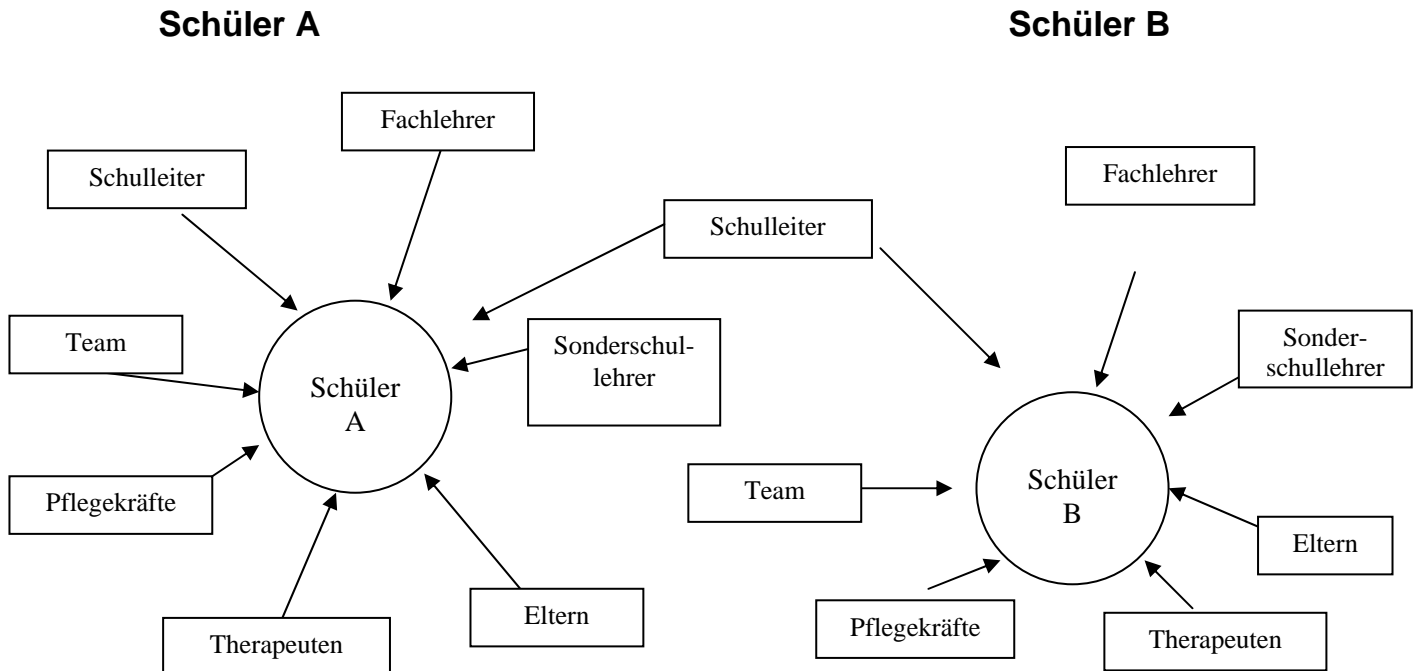 Schüler A
Schüler B
Fachlehrer
Schulleiter
Fachlehrer
Schulleiter
Team
Sonderschul-
lehrer
Sonder-
schullehrer
Schüler
A
Pflegekräfte
Team
Schüler
B
Eltern
Eltern
Therapeuten
Pflegekräfte
Therapeuten